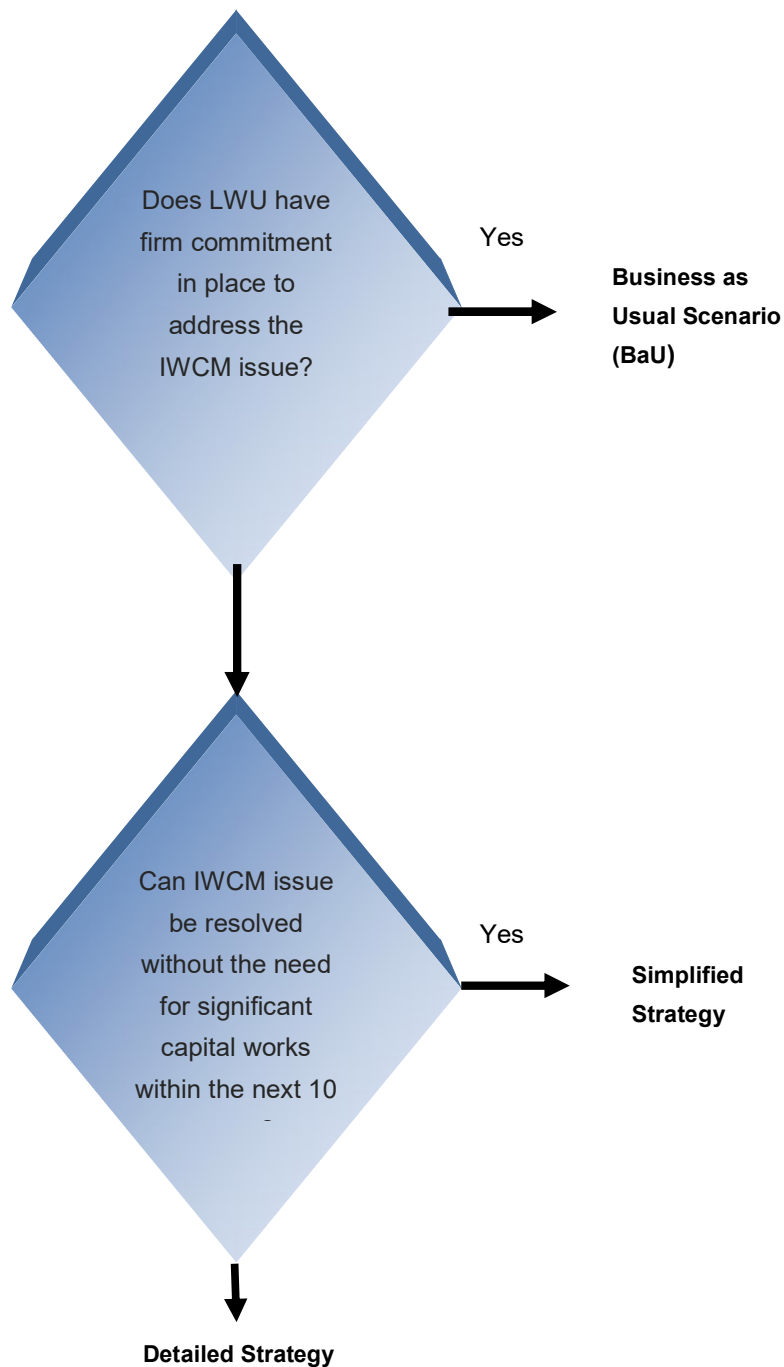 Does LWU have
firm commitment
in place to
address the
IWCM issue?
Yes
Business as
Usual Scenario
(BaU)
Can IWCM issue
be resolved
without the need
for significant
capital works
within the next 10
Yes
Simplified
Strategy
Detailed Strategy